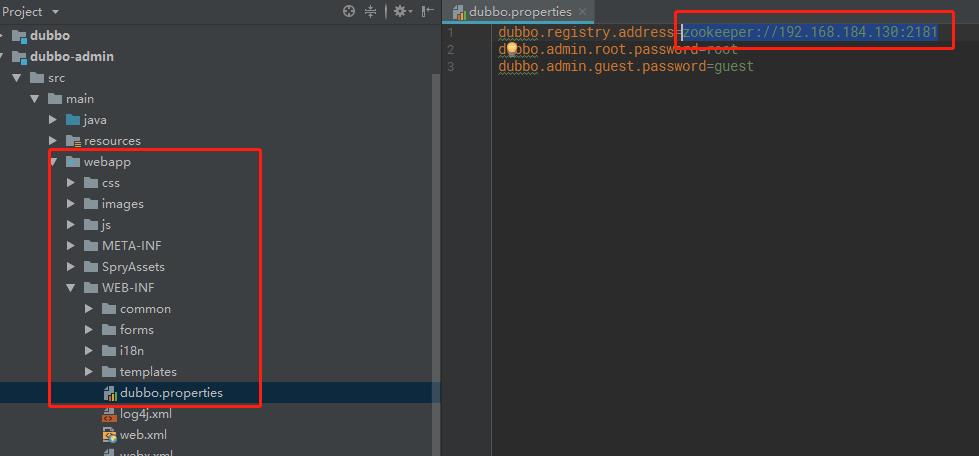 Project
dubbo
dubbo-admin
src
main
java
resources
webapp
css
images
js
META-INF
SpryAssets
WEB-INF
common
forms
i18n
templates
dubbo.properties
log4j.xml
web.xml
webx.xml
dubbo.properties
1 dubbo.registry.address=zookeeper://192.168.184.130:2181
2 dubbo.admin.root.password=root
3 dubbo.admin.guest.password=guest